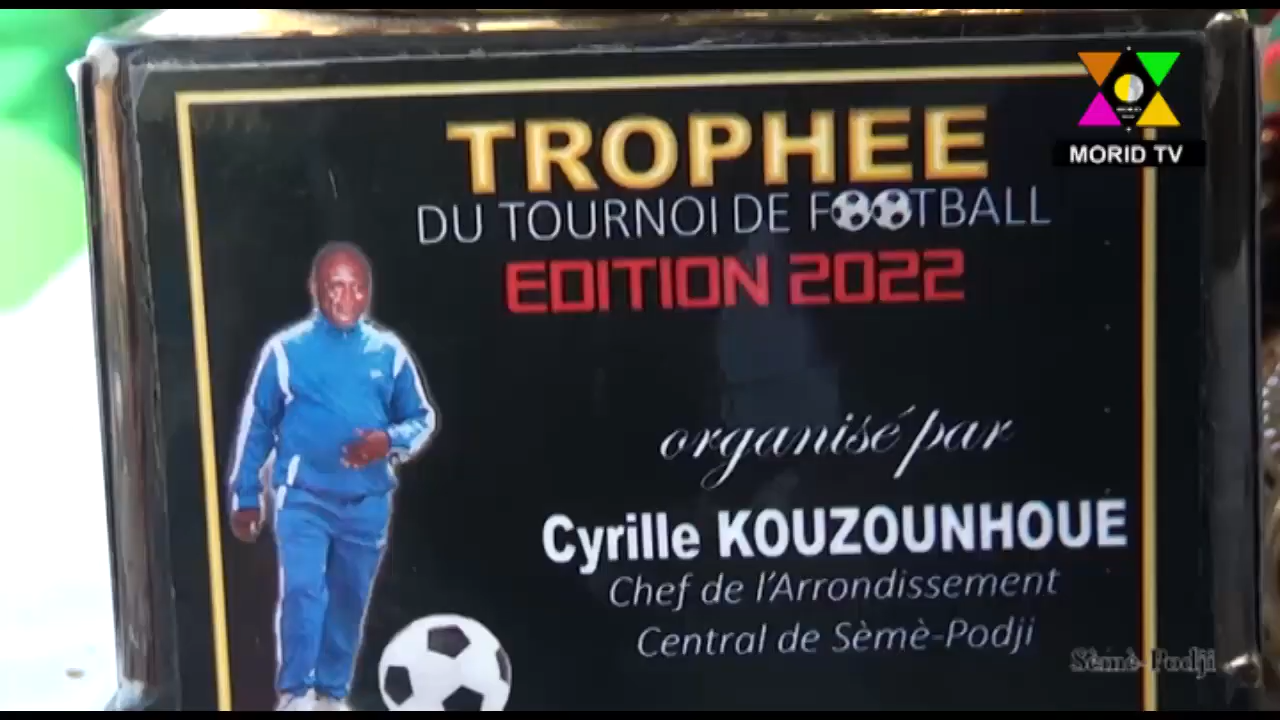 TROPHEE
DU TOURNOI DE FOOTBALL
EDITION 2022
organisé par
Cyrille KOUZOUNHOUE
Chef de l'Arrondissement
Central de Sèmè-Podji
MORID TV
Sèmè-Podji